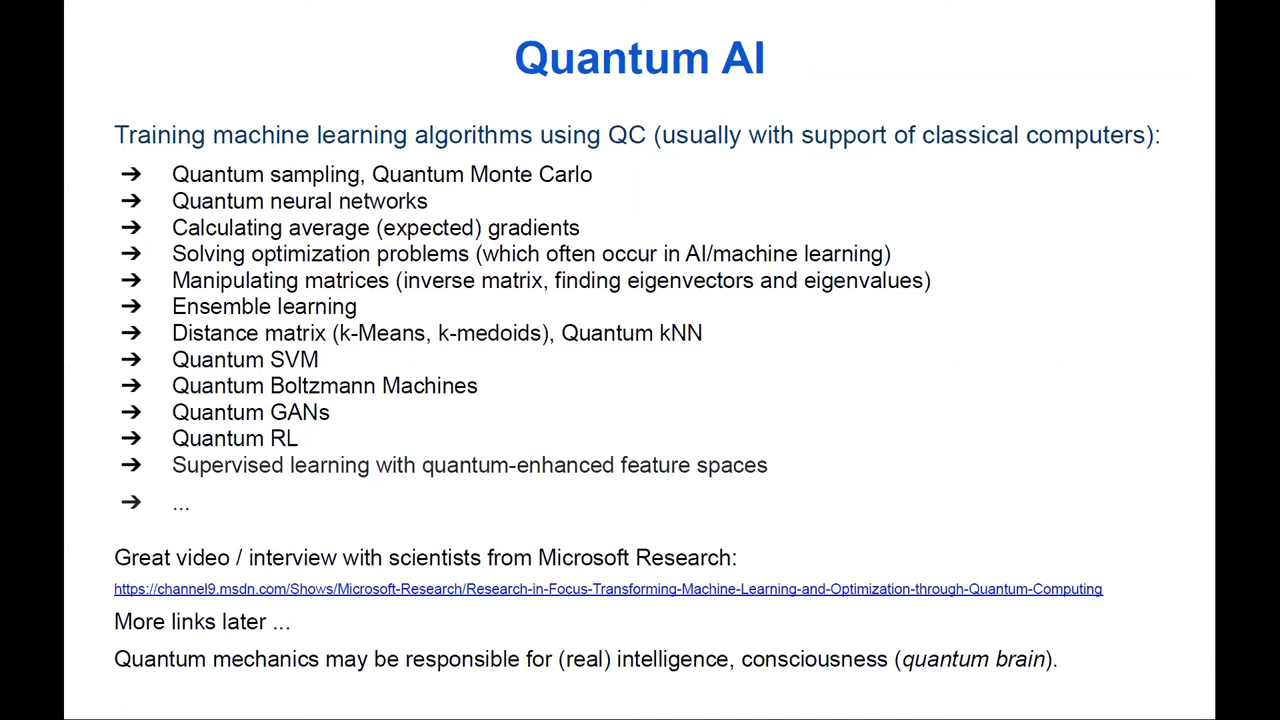 Quantum AI
Training machine learning algorithms using QC (usually with support of classical computers):
➔ Quantum sampling, Quantum Monte Carlo
➔ Quantum neural networks
➔ Calculating average (expected) gradients
➔ Solving optimization problems (which often occur in AI/machine learning)
➔ Manipulating matrices (inverse matrix, finding eigenvectors and eigenvalues)
➔ Ensemble learning
➔ Distance matrix (k-Means, k-medoids), Quantum kNN
➔ Quantum SVM
➔ Quantum Boltzmann Machines
➔ Quantum GANs
➔ Quantum RL
➔ Supervised learning with quantum-enhanced feature spaces
➔ ...
Great video / interview with scientists from Microsoft Research:
https://channel9.msdn.com/Shows/Microsoft-Research/Research-in-Focus-Transforming-Machine-Learning-and-Optimization-through-Quantum-Computing
More links later ...
Quantum mechanics may be responsible for (real) intelligence, consciousness (quantum brain).